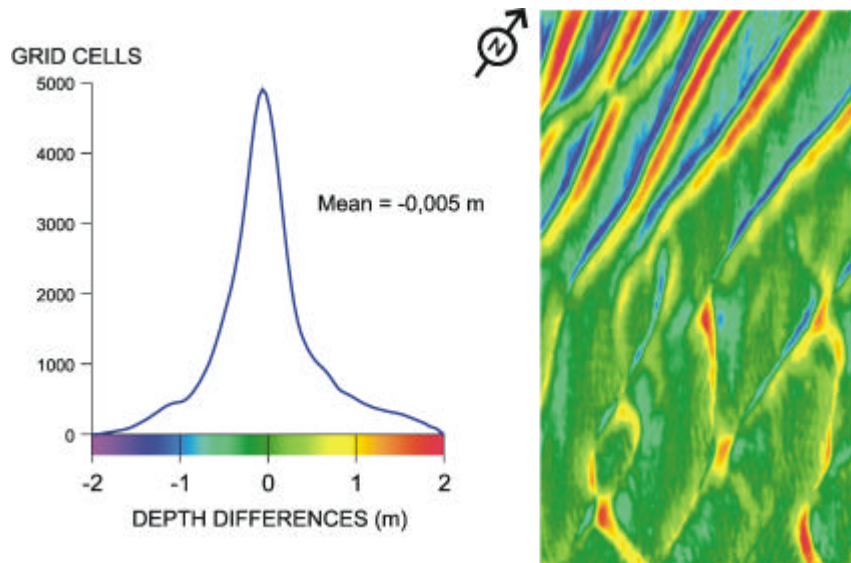 GRID CELLS
N
5000
4000
Mean = -0,005 m
3000
2000
1000
0
-2 -1 0 1 2
DEPTH DIFFERENCES (m)